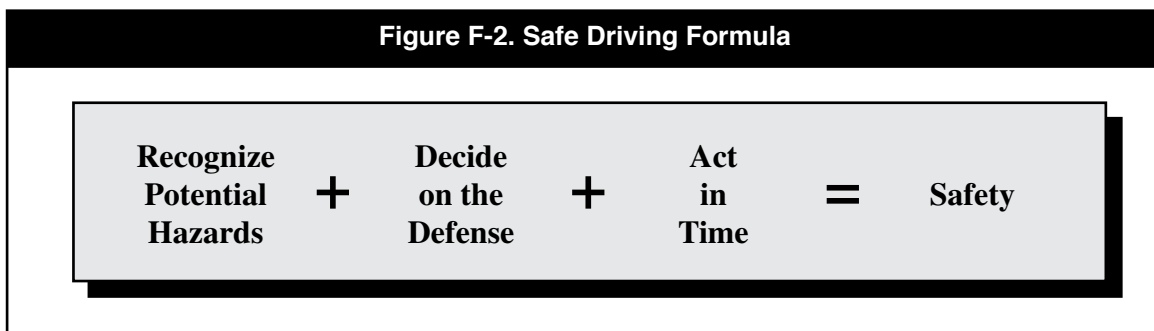 Figure F-2. Safe Driving Formula
Recognize
Potential
Hazards
+
Decide
on the
Defense
+
Act
in
Time
=
Safety